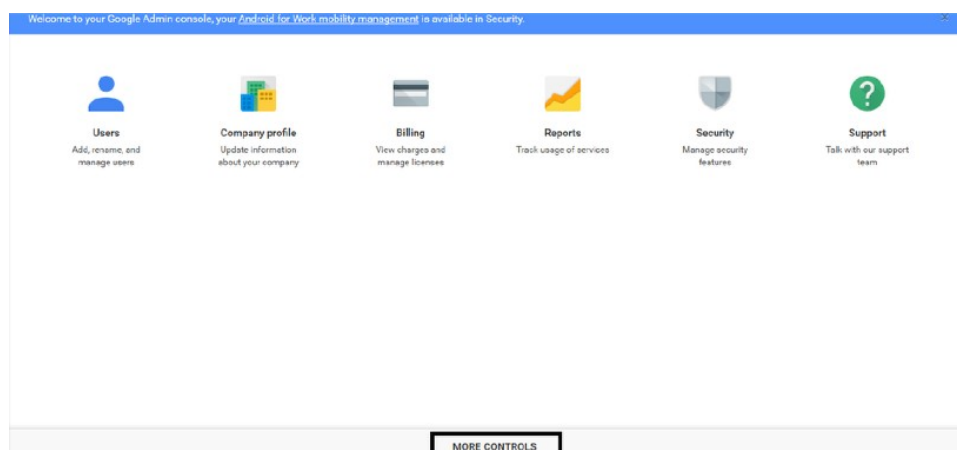 Welcome to your Google Admin console, your Android for Work mobility management is available in Security.
Users
Add, rename, and
manage users
Company profile
Update information
about your company
Billing
View charges and
manage licenses
Reports
Track usage of services
Security
Manage security
features
Support
Talk with our support
team
MORE CONTROLS